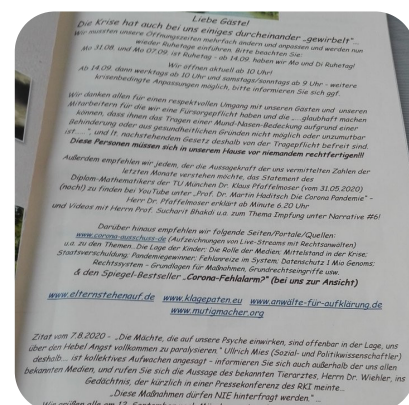 Liebe Gäste!
Die Krise hat auch bei uns einiges durcheinander „gewirbelt"...
Wir mussten unsere Öffnungszeiten mehrfach ändern und anpassen und werden nun
wieder Ruhetage einführen. Bitte beachten Sie:
Mo 31.08. und Mo 07.09. ist Ruhetag - ab 14.09. haben wir Mo und Di Ruhetag!
Wir öffnen aktuell ab 10 Uhr!
Ab 14.09. dann werktags ab 10 Uhr und samstags/sonntags ab 9 Uhr - weitere
krisenbedingte Anpassungen möglich, bitte informieren Sie sich ggf.
Wir danken allen für einen respektvollen Umgang mit unseren Gästen und unseren
Mitarbeitern für die wir eine Fürsorgepflicht haben und die „....glaubhaft machen
können, dass ihnen das Tragen einer Mund-Nasen-Bedeckung aufgrund einer
Behinderung oder aus gesundheitlichen Gründen nicht möglich oder unzumutbar
ist..... ", und lt. nachstehendem Gesetz deshalb von der Tragepflicht befreit sind.
Diese Personen müssen sich in unserem Hause vor niemandem rechtfertigen!!!
Außerdem empfehlen wir jedem, der die Aussagekraft der uns vermittelten Zahlen der
letzten Monate verstehen möchte, das Statement des
Diplom-Mathematikers der TU München Dr. Klaus Pfaffelmoser (vom 31.05.2020)
(noch) zu finden bei YouTube unter „Prof. Dr. Martin Haditsch Die Corona Pandemie" –
Herr Dr. Pfaffelmoser erklärt ab Minute 6.20 Uhr
und Videos mit Herrn Prof. Sucharit Bhakdi u.a. zum Thema Impfung unter Narrative #6!
Darüber hinaus empfehlen wir folgende Seiten/Portale/Quellen:
www.corona-ausschuss-de (Aufzeichnungen von Live-Streams mit Rechtsanwälten)
u.a. zu den Themen..Die Lage der Kinder; Die Rolle der Medien; Mittelstand in der Krise;
Staatsverschuldung; Pandemiegewinner; Fehlanreize im System; Datenschutz 1 Mio Genoms;
Rechtssystem – Grundlagen für Maßnahmen, Grundrechtseingriffe usw.
& den Spiegel-Bestseller „Corona-Fehlalarm?" (bei uns zur Ansicht)
www.elternstehenauf.de www.klagepaten.eu www.anwälte-für-aufklärung.de
www.mutigmacher.org
Zitat vom 7.8.2020 - „Die Mächte, die auf unsere Psyche einwirken, sind offenbar in der Lage, uns
über den Hebel Angst vollkommen zu paralysieren." Ullrich Mies (Sozial- und Politikwissenschaftler)
deshalb.... ist kollektives Aufwachen angesagt – informieren Sie sich auch außerhalb der uns allen
bekannten Medien, und rufen Sie sich die Aussage des bekannten Tierarztes, Herrn Dr. Wiehler, ins
Gedächtnis, der kürzlich in einer Pressekonferenz des RKI meinte...
„Diese Maßnahmen dürfen NIE hinterfragt werden." ...